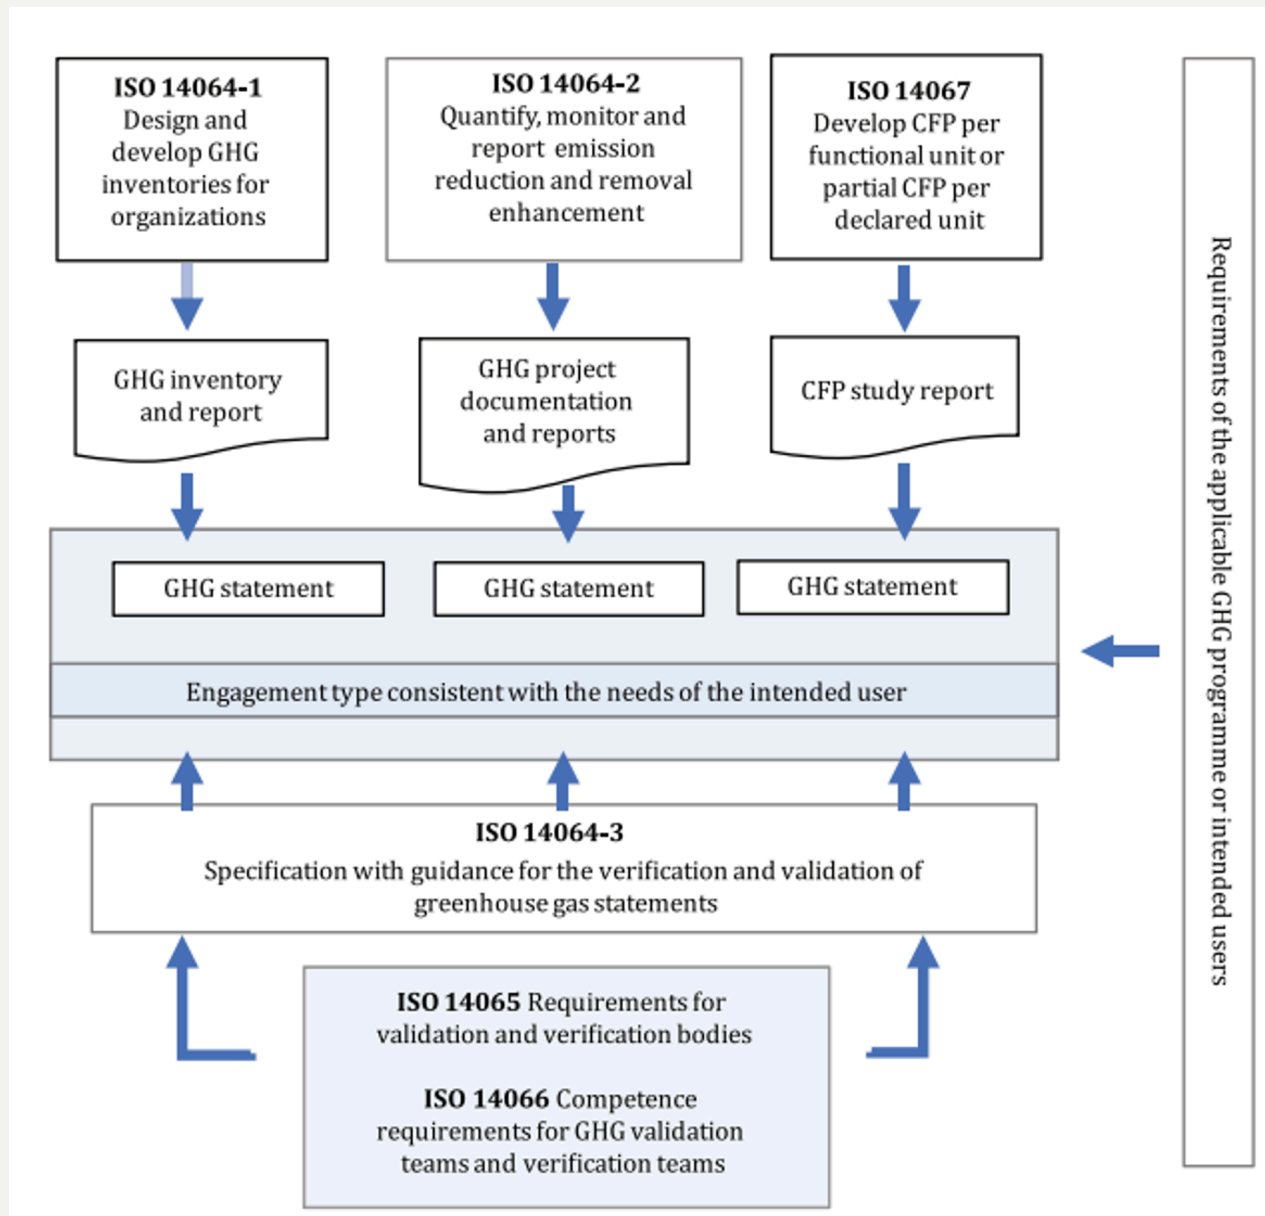 ISO 14064-1
Design and
develop GHG
inventories for
organizations
ISO 14064-2
Quantify, monitor and
report emission
reduction and removal
enhancement
ISO 14067
Develop CFP per
functional unit or
partial CFP per
declared unit
GHG inventory
and report
GHG project
documentation
and reports
CFP study report
GHG statement
GHG statement
GHG statement
Engagement type consistent with the needs of the intended user
ISO 14064-3
Specification with guidance for the verification and validation of
greenhouse gas statements
ISO 14065 Requirements for
validation and verification bodies
ISO 14066 Competence
requirements for GHG validation
teams and verification teams
Requirements of the applicable GHG programme or intended users